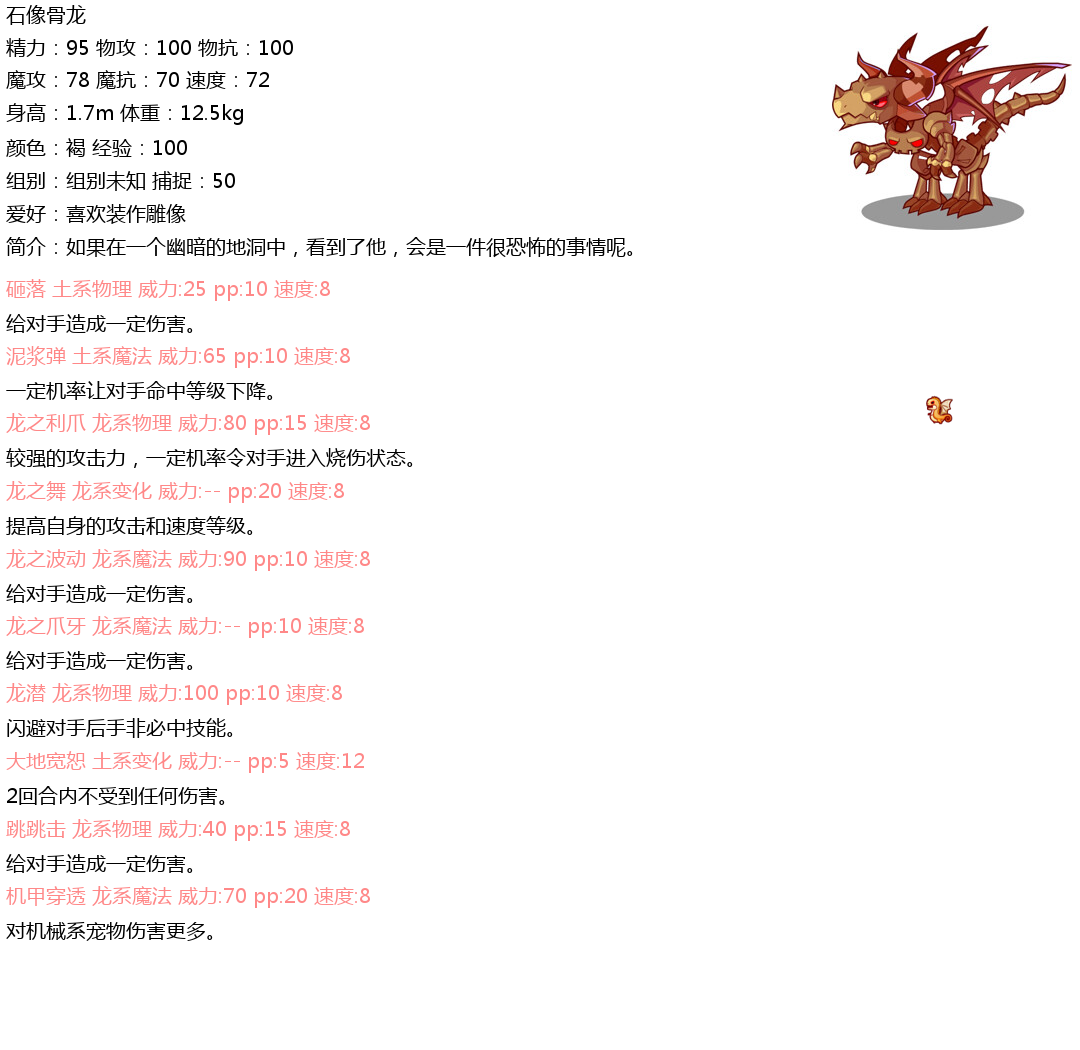 石像骨龙
精力：95 物攻：100 物抗：100
魔攻：78 魔抗：70 速度：72
身高：1.7m 体重：12.5kg
颜色：褐 经验：100
组别：组别未知 捕捉：50
爱好：喜欢装作雕像
简介：如果在一个幽暗的地洞中，看到了他，会是一件很恐怖的事情呢。
砸落 土系物理 威力:25 pp:10 速度:8
给对手造成一定伤害。
泥浆弹 土系魔法 威力:65 pp:10 速度:8
一定机率让对手命中等级下降。
龙之利爪 龙系物理 威力:80 pp:15 速度:8
较强的攻击力，一定机率令对手进入烧伤状态。
龙之舞 龙系变化 威力:-- pp:20 速度:8
提高自身的攻击和速度等级。
龙之波动 龙系魔法 威力:90 pp:10 速度:8
给对手造成一定伤害。
龙之爪牙 龙系魔法 威力:-- pp:10 速度:8
给对手造成一定伤害。
龙潜 龙系物理 威力:100 pp:10 速度:8
闪避对手后手非必中技能。
大地宽恕 土系变化 威力:-- pp:5 速度:12
2回合内不受到任何伤害。
跳跳击 龙系物理 威力:40 pp:15 速度:8
给对手造成一定伤害。
机甲穿透 龙系魔法 威力:70 pp:20 速度:8
对机械系宠物伤害更多。